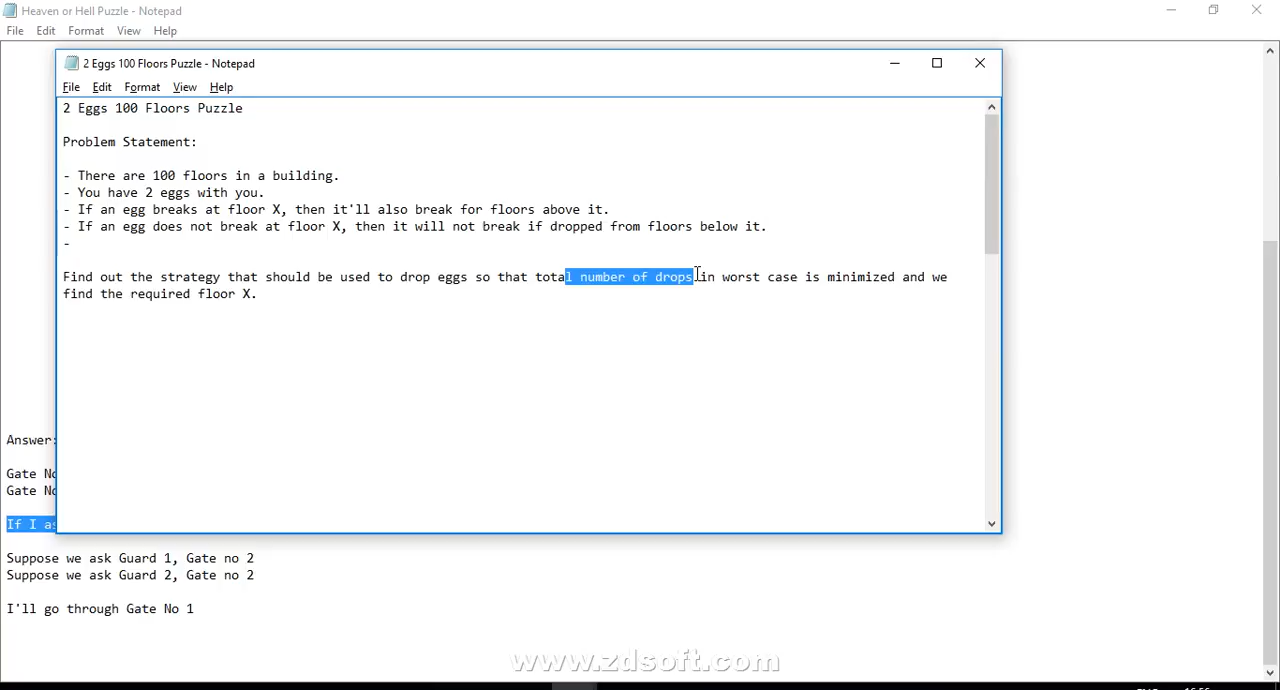 Heaven or Hell Puzzle - Notepad
File Edit Format View Help
2 Eggs 100 Floors Puzzle - Notepad
File Edit Format View Help
2 Eggs 100 Floors Puzzle
Problem Statement:
- There are 100 floors in a building.
- You have 2 eggs with you.
- If an egg breaks at floor X, then it'll also break for floors above it.
- If an egg does not break at floor X, then it will not break if dropped from floors below it.
-
Find out the strategy that should be used to drop eggs so that total number of drops in worst case is minimized and we
find the required floor X.
Answer:
Gate No
Gate No
If I as
Suppose we ask Guard 1, Gate no 2
Suppose we ask Guard 2, Gate no 2
I'll go through Gate No 1
www.zdsoft.com